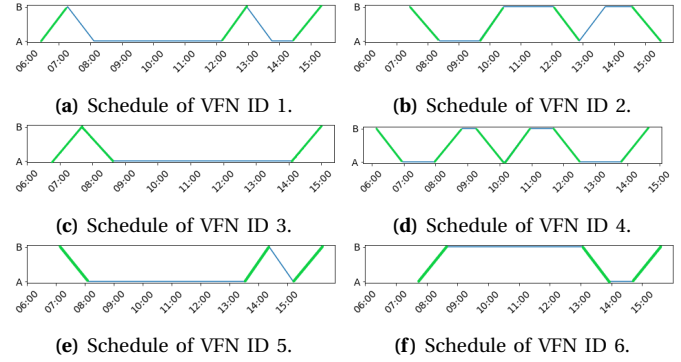 B
A
06:00 07:00 08:00 09:00 10:00 11:00 12:00 13:00 14:00 15:00
(a) Schedule of VFN ID 1.
B
A
06:00 07:00 08:00 09:00 10:00 11:00 12:00 13:00 14:00 15:00
(b) Schedule of VFN ID 2.
B
A
06:00 07:00 08:00 09:00 10:00 11:00 12:00 13:00 14:00 15:00
(c) Schedule of VFN ID 3.
B
A
06:00 07:00 08:00 09:00 10:00 11:00 12:00 13:00 14:00 15:00
(d) Schedule of VFN ID 4.
B
A
06:00 07:00 08:00 09:00 10:00 11:00 12:00 13:00 14:00 15:00
(e) Schedule of VFN ID 5.
B
A
06:00 07:00 08:00 09:00 10:00 11:00 12:00 13:00 14:00 15:00
(f) Schedule of VFN ID 6.